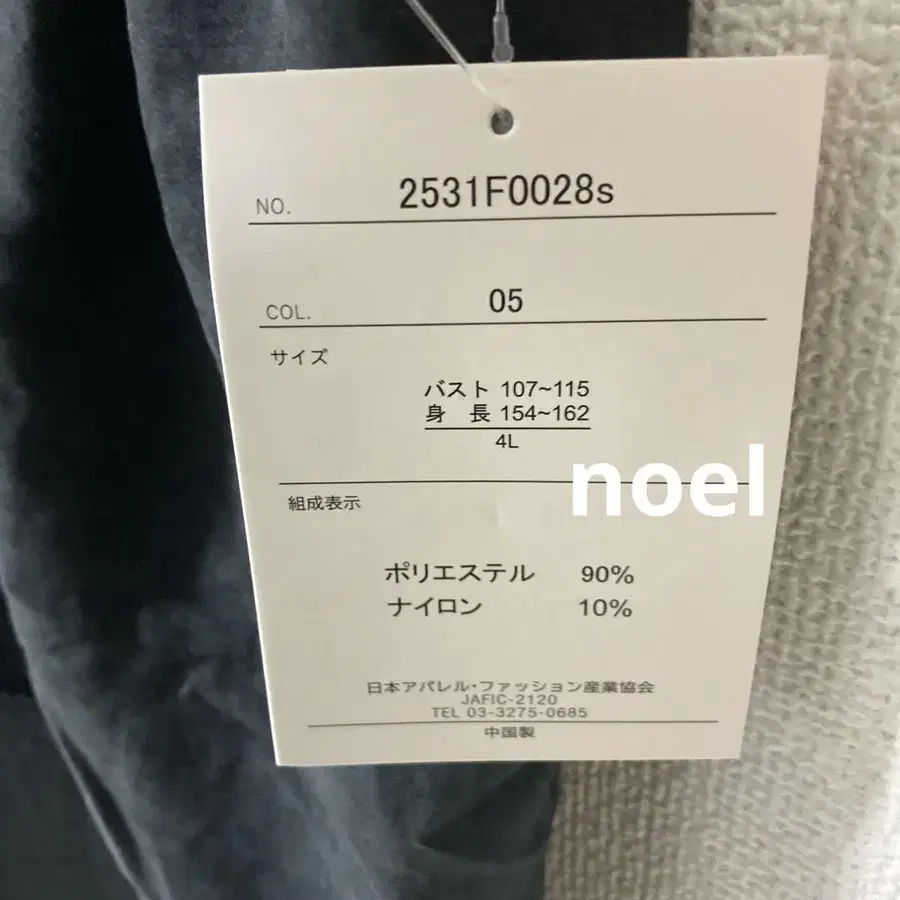 NO. 2531F0028s
COL. 05
サイズ
バスト 107~115
身 長 154~162
4L
noel
組成表示
ポリエステル 90%
ナイロン 10%
日本アパレル・ファッション産業協会
JAFIC-2120
TEL 03-3275-0685
中国製